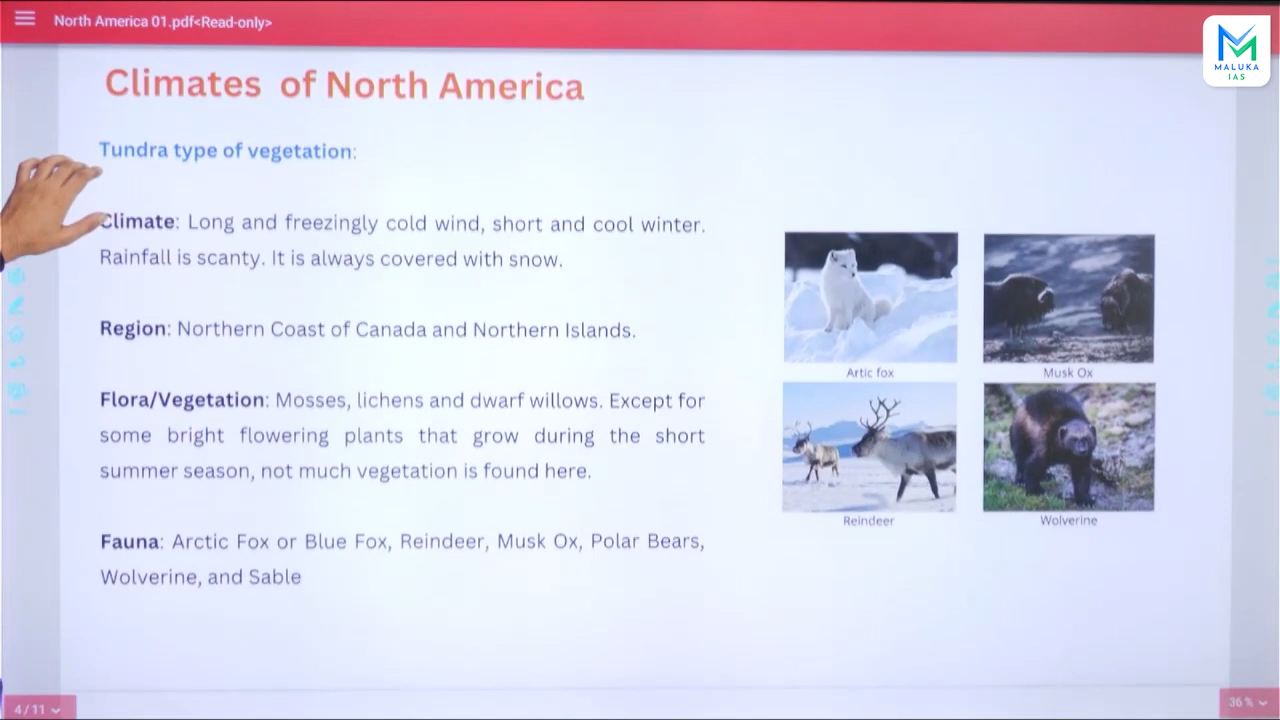 North America 01.pdf<Read-only>
MALUKA
IAS
Climates of North America
Tundra type of vegetation:
Climate: Long and freezingly cold wind, short and cool winter.
Rainfall is scanty. It is always covered with snow.
Region: Northern Coast of Canada and Northern Islands.
Flora/Vegetation: Mosses, lichens and dwarf willows. Except for
some bright flowering plants that grow during the short
summer season, not much vegetation is found here.
Fauna: Arctic Fox or Blue Fox, Reindeer, Musk Ox, Polar Bears,
Wolverine, and Sable
Artic fox
Musk Ox
Reindeer
Wolverine
4 / 11
36 %